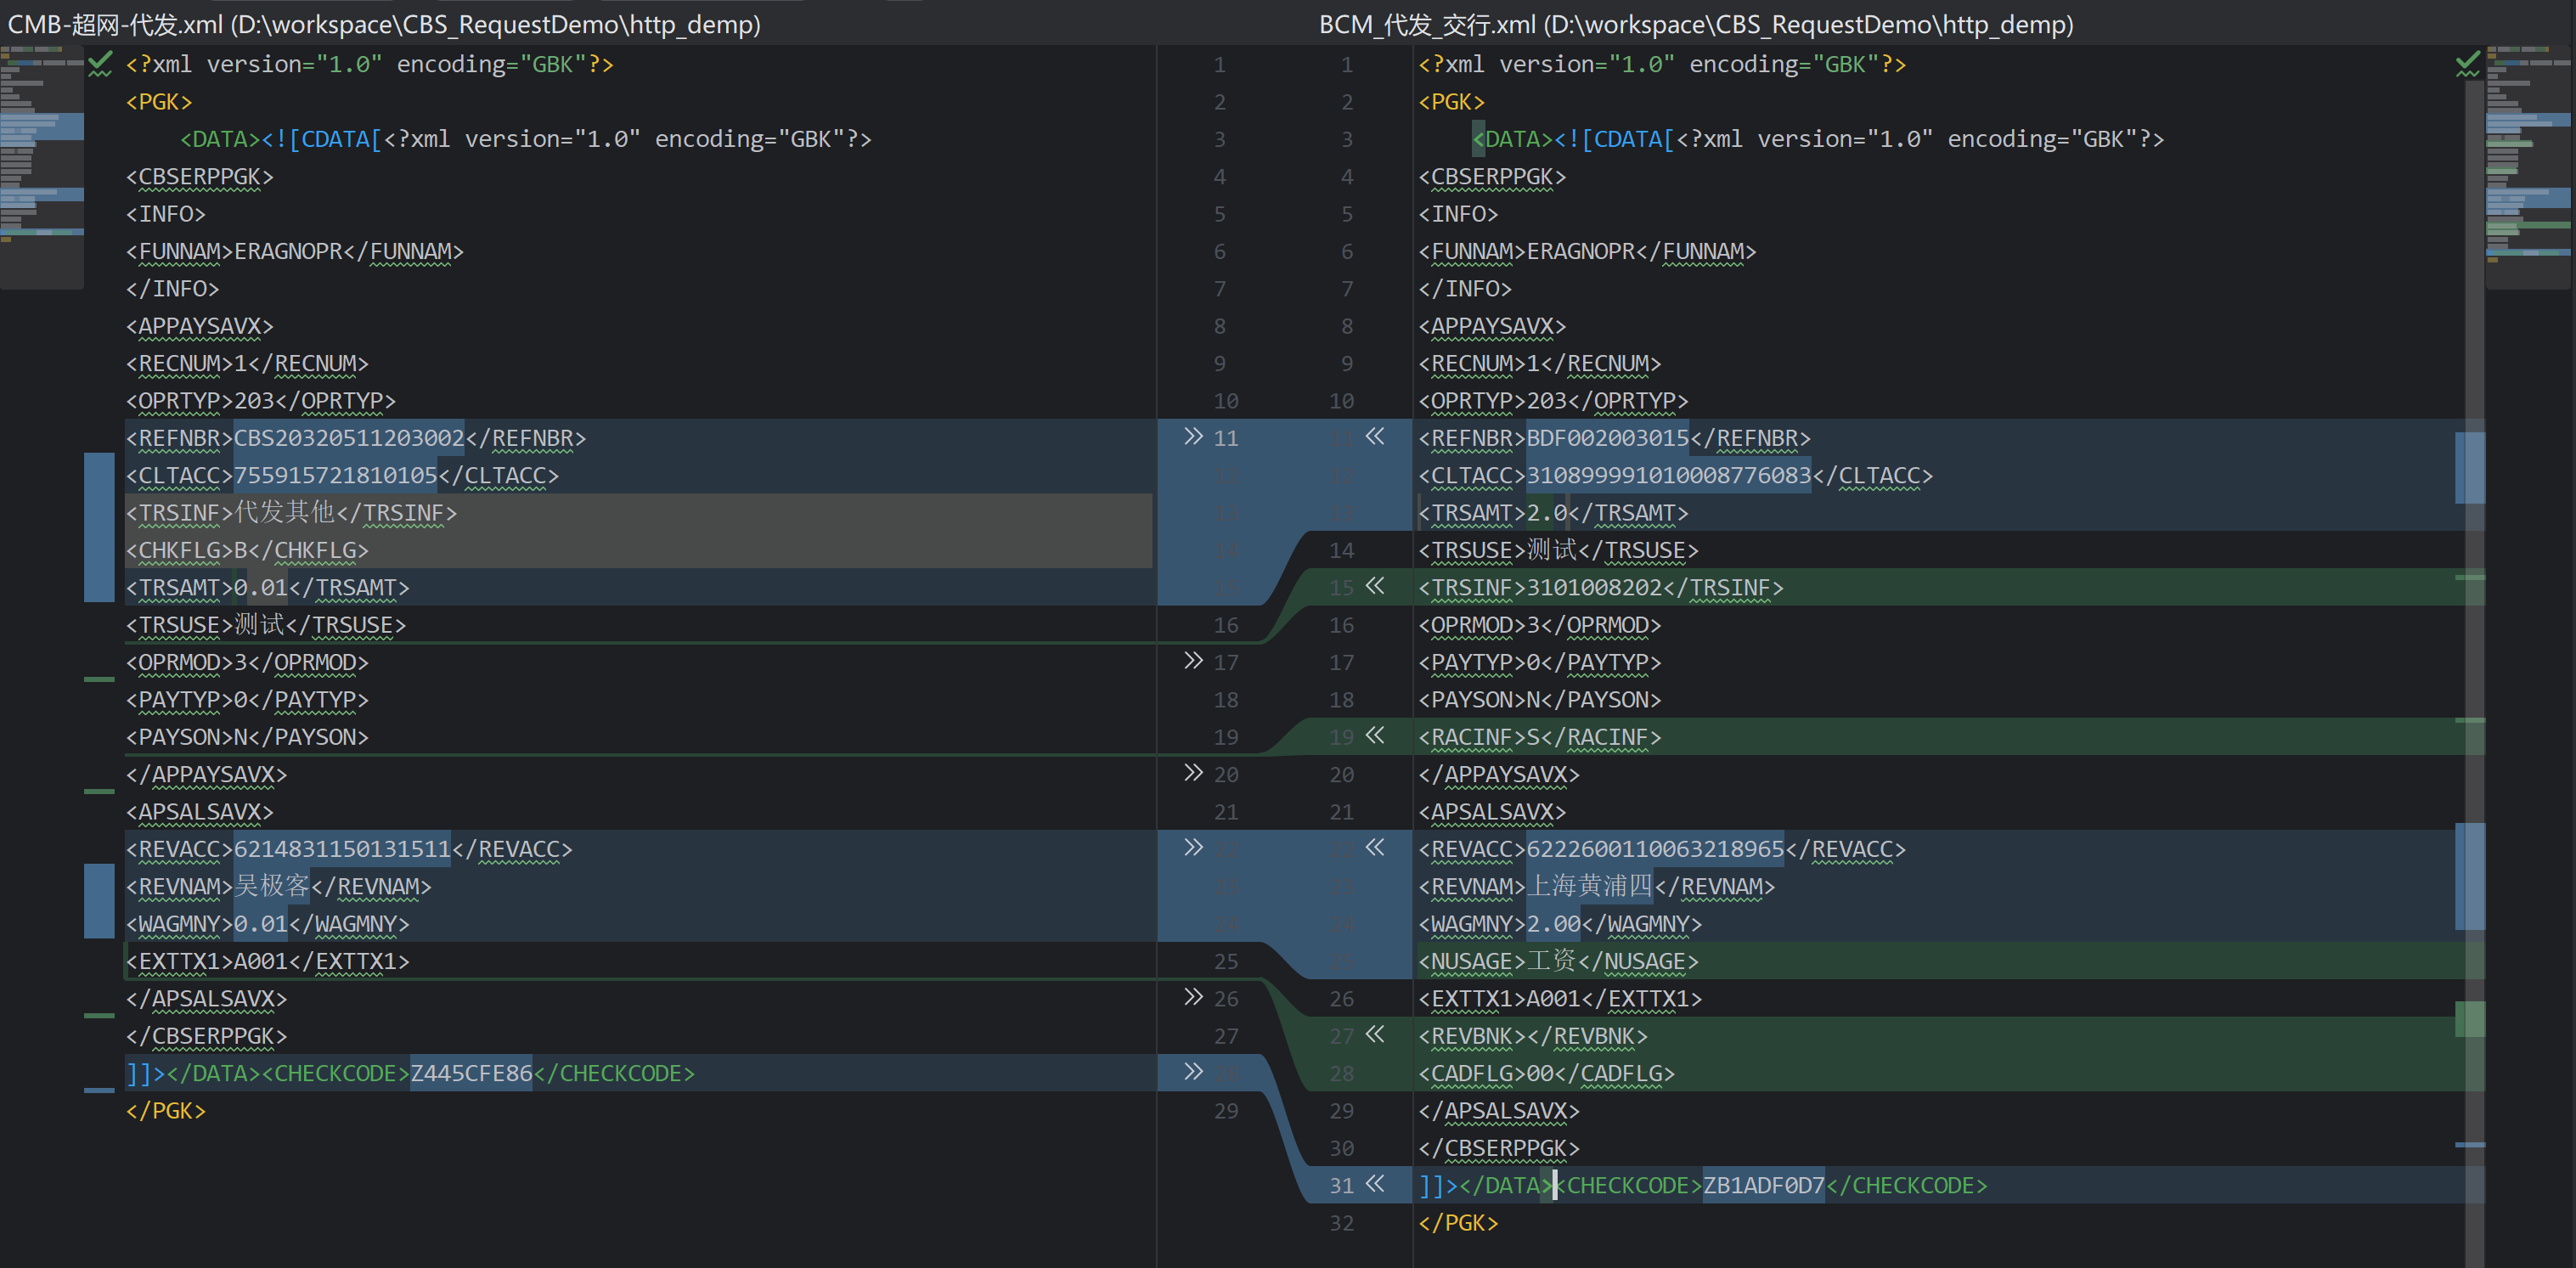 CMB-超网-代发.xml (D:\workspace\CBS_RequestDemo\http_demp)
<?xml version="1.0" encoding="GBK"?>
<PGK>
<DATA><![CDATA[<?xml version="1.0" encoding="GBK"?>
<CBSERPPGK>
<INFO>
<FUNNAM>ERAGNOPR</FUNNAM>
</INFO>
<APPAYSAVX>
<RECNUM>1</RECNUM>
<OPRTYP>203</OPRTYP>
<REFNBR>CBS20320511203002</REFNBR>
<CLTACC>755915721810105</CLTACC>
<TRSINF>代发其他</TRSINF>
<CHKFLG>B</CHKFLG>
<TRSAMT>0.01</TRSAMT>
<TRSUSE>测试</TRSUSE>
<OPRMOD>3</OPRMOD>
<PAYTYP>0</PAYTYP>
<PAYSON>N</PAYSON>
</APPAYSAVX>
<APSALSAVX>
<REVACC>6214831150131511</REVACC>
<REVNAM>吴极客</REVNAM>
<WAGMNY>0.01</WAGMNY>
<EXTTX1>A001</EXTTX1>
</APSALSAVX>
</CBSERPPGK>
]]></DATA><CHECKCODE>Z445CFE86</CHECKCODE>
</PGK>
1
2
3
4
5
6
7
8
9
10
11
12
13
14
15
16
17
18
19
20
21
22
23
24
25
26
27
28
29
BCM_代发_交行.xml (D:\workspace\CBS_RequestDemo\http_demp)
1 <?xml version="1.0" encoding="GBK"?>
2 <PGK>
3 <DATA><![CDATA[<?xml version="1.0" encoding="GBK"?>
4 <CBSERPPGK>
5 <INFO>
6 <FUNNAM>ERAGNOPR</FUNNAM>
7 </INFO>
8 <APPAYSAVX>
9 <RECNUM>1</RECNUM>
10 <OPRTYP>203</OPRTYP>
11 <REFNBR>BDF002003015</REFNBR>
12 <CLTACC>310899991010008776083</CLTACC>
13 <TRSAMT>2.0</TRSAMT>
14 <TRSUSE>测试</TRSUSE>
15 <TRSINF>3101008202</TRSINF>
16 <OPRMOD>3</OPRMOD>
17 <PAYTYP>0</PAYTYP>
18 <PAYSON>N</PAYSON>
19 <RACINF>S</RACINF>
20 </APPAYSAVX>
21 <APSALSAVX>
22 <REVACC>6222600110063218965</REVACC>
23 <REVNAM>上海黄浦四</REVNAM>
24 <WAGMNY>2.00</WAGMNY>
25 <NUSAGE>工资</NUSAGE>
26 <EXTTX1>A001</EXTTX1>
27 <REVBNK></REVBNK>
28 <CADFLG>00</CADFLG>
29 </APSALSAVX>
30 </CBSERPPGK>
31 ]]></DATA><CHECKCODE>ZB1ADF0D7</CHECKCODE>
32 </PGK>